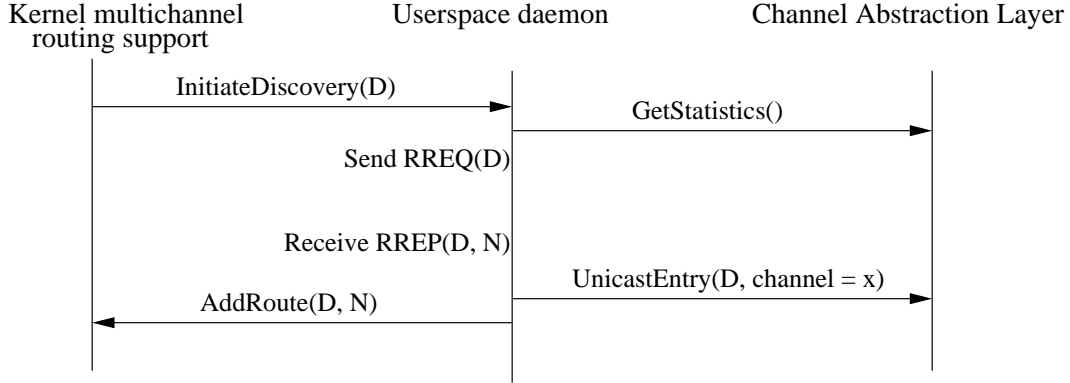 Kernel multichannel
routing support
Userspace daemon
Channel Abstraction Layer
InitiateDiscovery(D)
GetStatistics()
Send RREQ(D)
Receive RREP(D, N)
UnicastEntry(D, channel = x)
AddRoute(D, N)